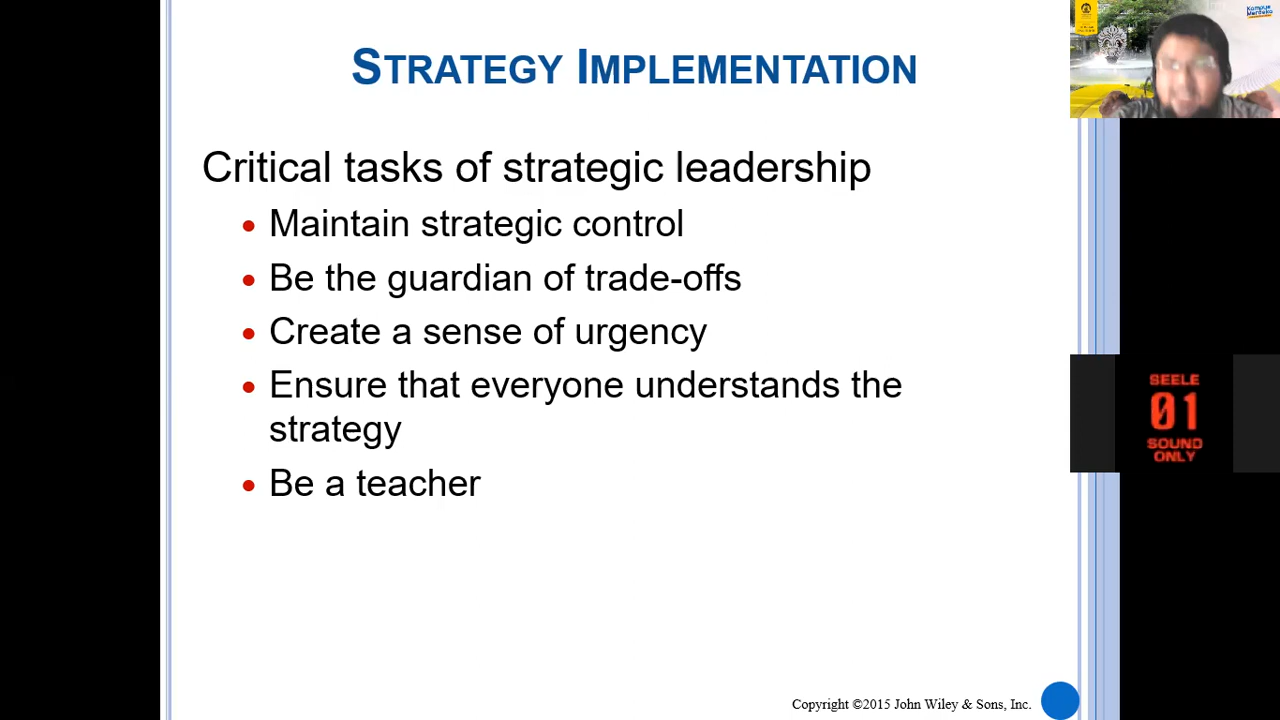 STRATEGY IMPLEMENTATION
Critical tasks of strategic leadership
• Maintain strategic control
• Be the guardian of trade-offs
• Create a sense of urgency
• Ensure that everyone understands the
strategy
• Be a teacher
Copyright ©2015 John Wiley & Sons, Inc.
Kampus
Merdeka
SEELE
01
SOUND
ONLY